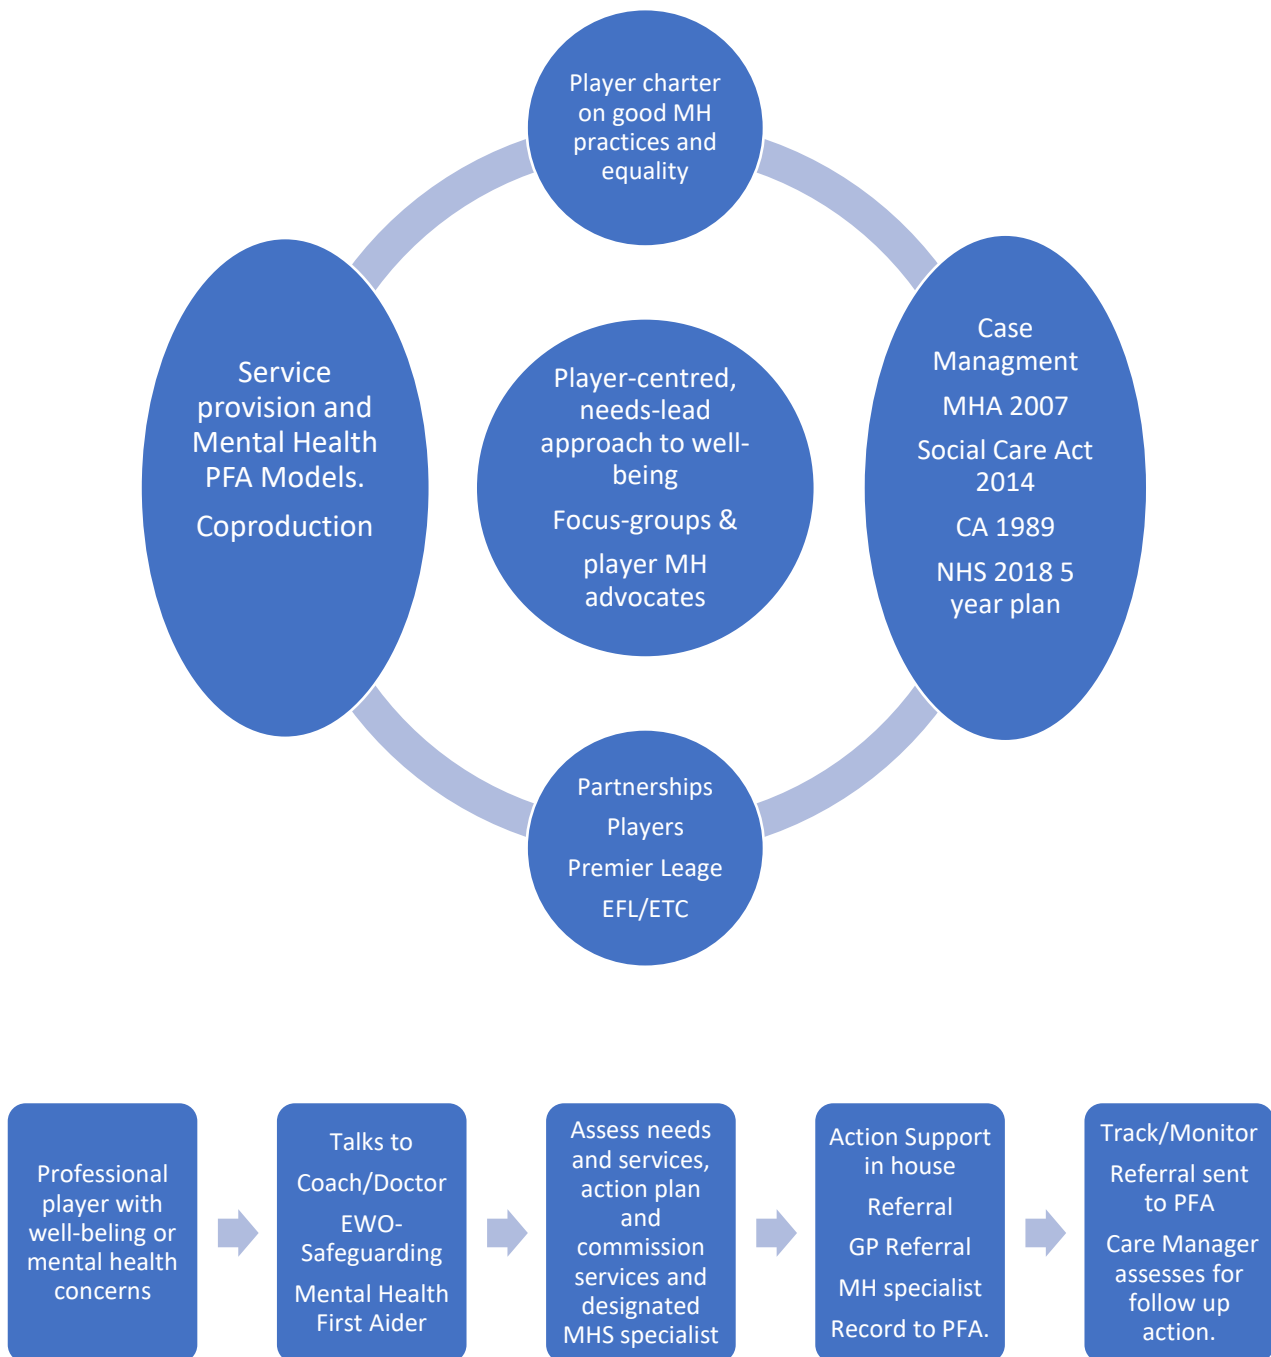 Player charter
on good MH
practices and
equality
Service
provision and
Mental Health
PFA Models.
Coproduction
Player-centred,
needs-lead
approach to well-
being
Focus-groups &
player MH
advocates
Case
Managment
MHA 2007
Social Care Act
2014
CA 1989
NHS 2018 5
year plan
Partnerships
Players
Premier Leage
EFL/ETC
Professional
player with
well-beling or
mental health
concerns
Talks to
Coach/Doctor
EWO-
Safeguarding
Mental Health
First Aider
Assess needs
and services,
action plan
and
commission
services and
designated
MHS specialist
Action Support
in house
Referral
GP Referral
MH specialist
Record to PFA.
Track/Monitor
Referral sent
to PFA
Care Manager
assesses for
follow up
action.